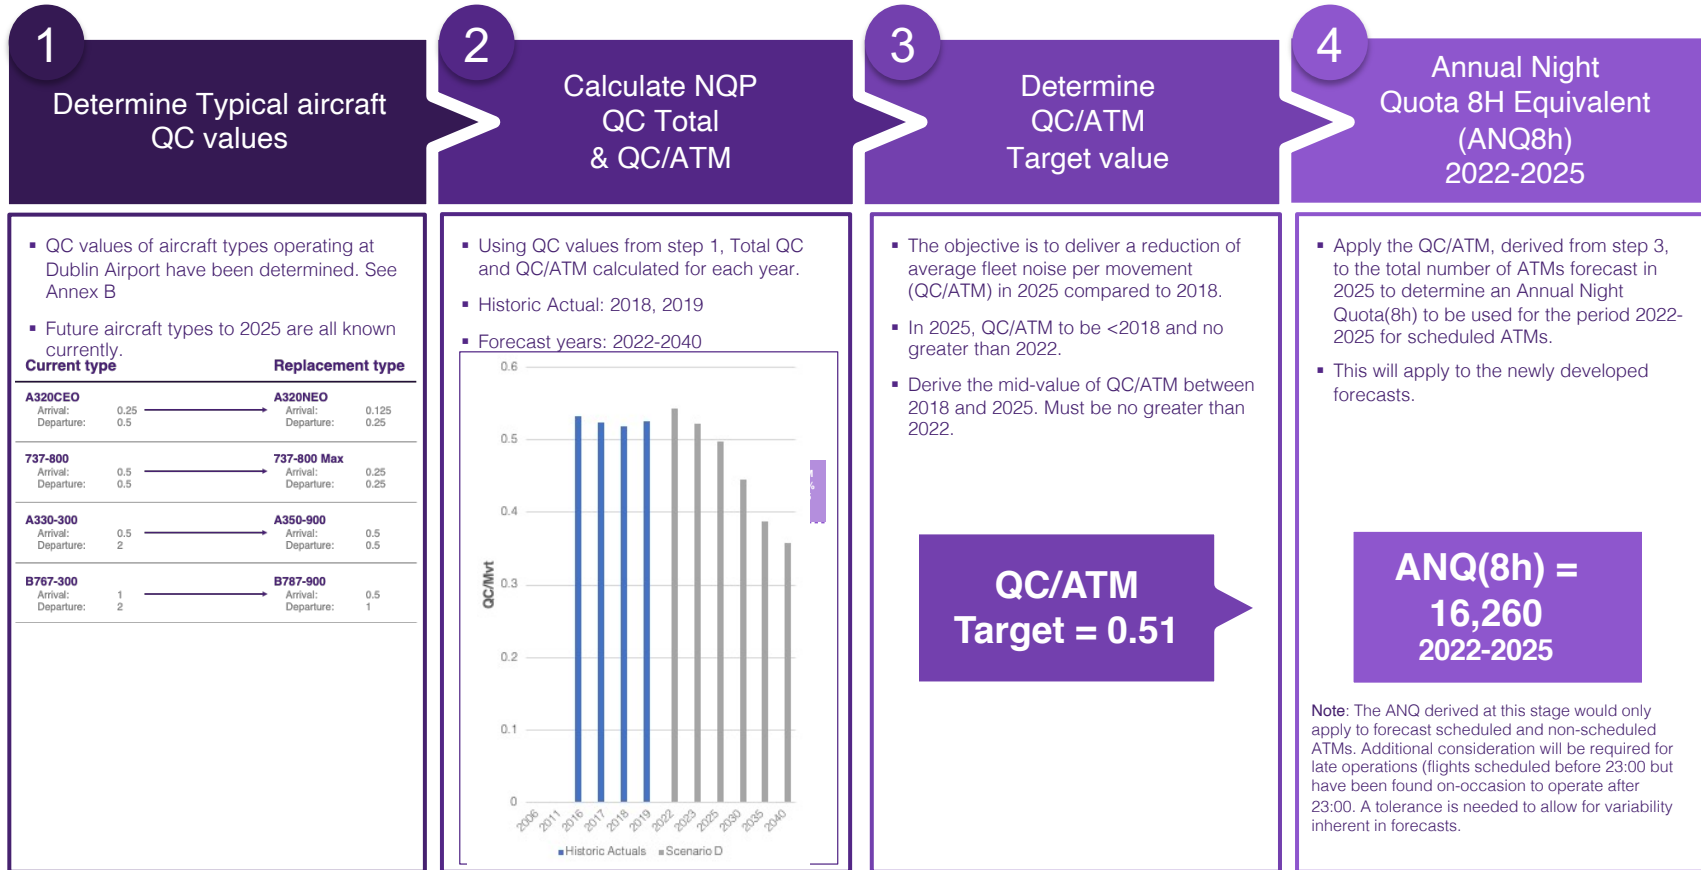 1
Determine Typical aircraft
QC values
2
Calculate NQP
QC Total
& QC/ATM
3
Determine
QC/ATM
Target value
4
Annual Night
Quota 8H Equivalent
(ANQ8h)
2022-2025
▪ QC values of aircraft types operating at
Dublin Airport have been determined. See
Annex B
▪ Future aircraft types to 2025 are all known
currently.
Current type Replacement type
A320CEO A320NEO
Arrival: 0.25 Arrival: 0.125
Departure: 0.5 Departure: 0.25
737-800 737-800 Max
Arrival: 0.5 Arrival: 0.25
Departure: 0.5 Departure: 0.25
A330-300 A350-900
Arrival: 0.5 Arrival: 0.5
Departure: 2 Departure: 0.5
B767-300 B787-900
Arrival: 1 Arrival: 0.5
Departure: 2 Departure: 1
▪ Using QC values from step 1, Total QC
and QC/ATM calculated for each year.
▪ Historic Actual: 2018, 2019
▪ Forecast years: 2022-2040
0.6
0.5
0.4
0.3
0.2
0.1
0
QC/Mvt
2006 2011 2016 2017 2018 2019 2022 2023 2025 2030 2035 2040
Historic Actuals Scenario D
▪ The objective is to deliver a reduction of
average fleet noise per movement
(QC/ATM) in 2025 compared to 2018.
▪ In 2025, QC/ATM to be <2018 and no
greater than 2022.
▪ Derive the mid-value of QC/ATM between
2018 and 2025. Must be no greater than
2022.
QC/ATM
Target = 0.51
▪ Apply the QC/ATM, derived from step 3,
to the total number of ATMs forecast in
2025 to determine an Annual Night
Quota(8h) to be used for the period 2022-
2025 for scheduled ATMs.
▪ This will apply to the newly developed
forecasts.
ANQ(8h) =
16,260
2022-2025
Note: The ANQ derived at this stage would only
apply to forecast scheduled and non-scheduled
ATMs. Additional consideration will be required for
late operations (flights scheduled before 23:00 but
have been found on-occasion to operate after
23:00. A tolerance is needed to allow for variability
inherent in forecasts.